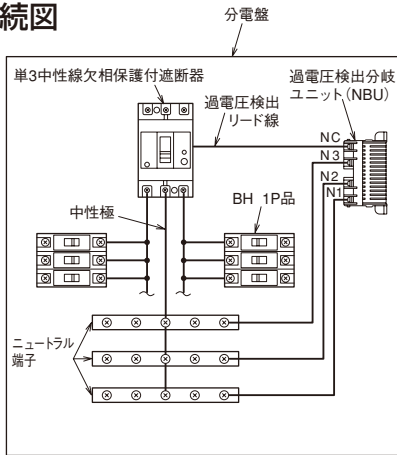 続図
分電盤
単3中性線欠相保護付遮断器
過電圧検出分岐
ユニット(NBU)
過電圧検出
リード線
NC
N3
N2
N1
中性極
BH 1P品
ニュートラル
端子